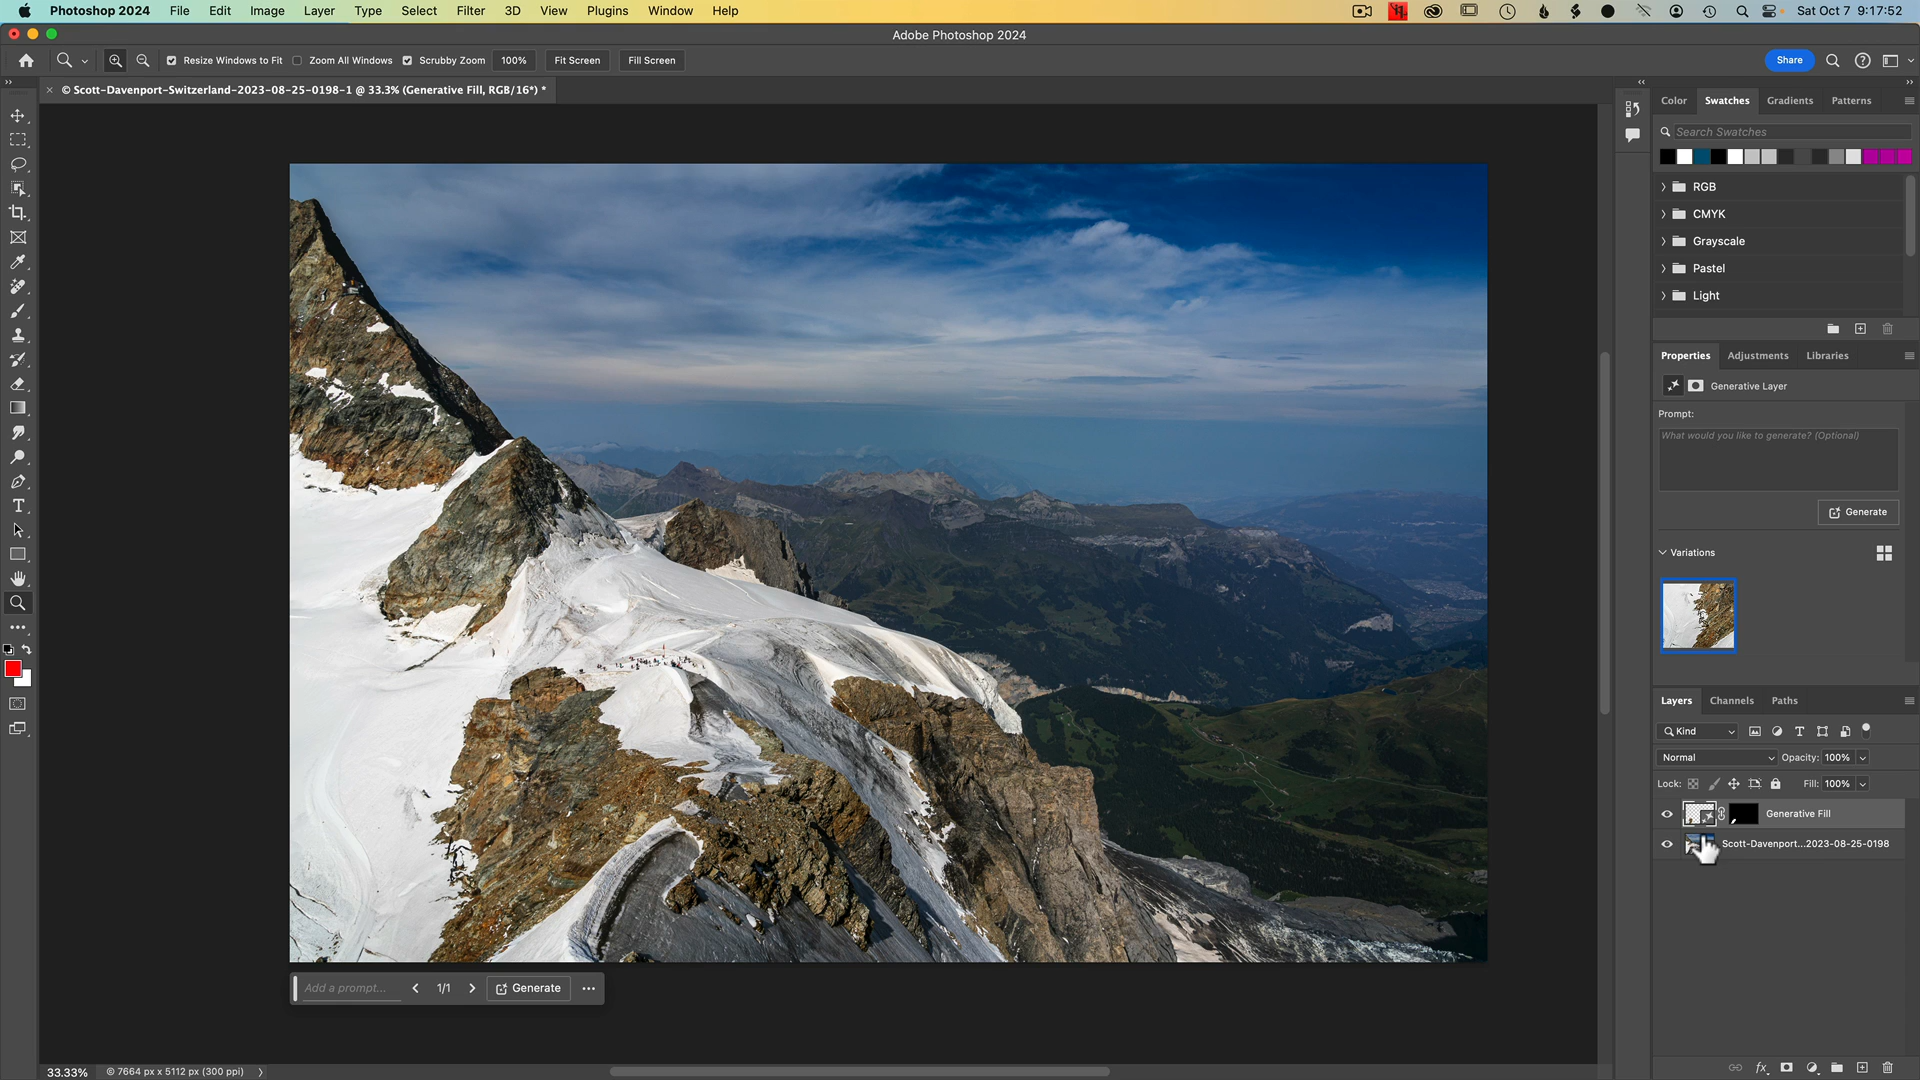 Photoshop 2024 File Edit Image Layer Type Select Filter 3D View Plugins Window Help Sat Oct 7 9:17:52
Adobe Photoshop 2024
Resize Windows to Fit Zoom All Windows Scrubby Zoom 100% Fit Screen Fill Screen Share
© Scott-Davenport-Switzerland-2023-08-25-0198-1 @ 33.3% (Generative Fill, RGB/16*) *
Color Swatches Gradients Patterns
Search Swatches
RGB
CMYK
Grayscale
Pastel
Light
Properties Adjustments Libraries
Generative Layer
Prompt:
What would you like to generate? (Optional)
Generate
Variations
Layers Channels Paths
Kind
Normal Opacity: 100%
Lock: Fill: 100%
Generative Fill
Scott-Davenport...2023-08-25-0198
Add a prompt... 1/1 Generate
33.33% © 7664 px x 5112 px (300 ppi)